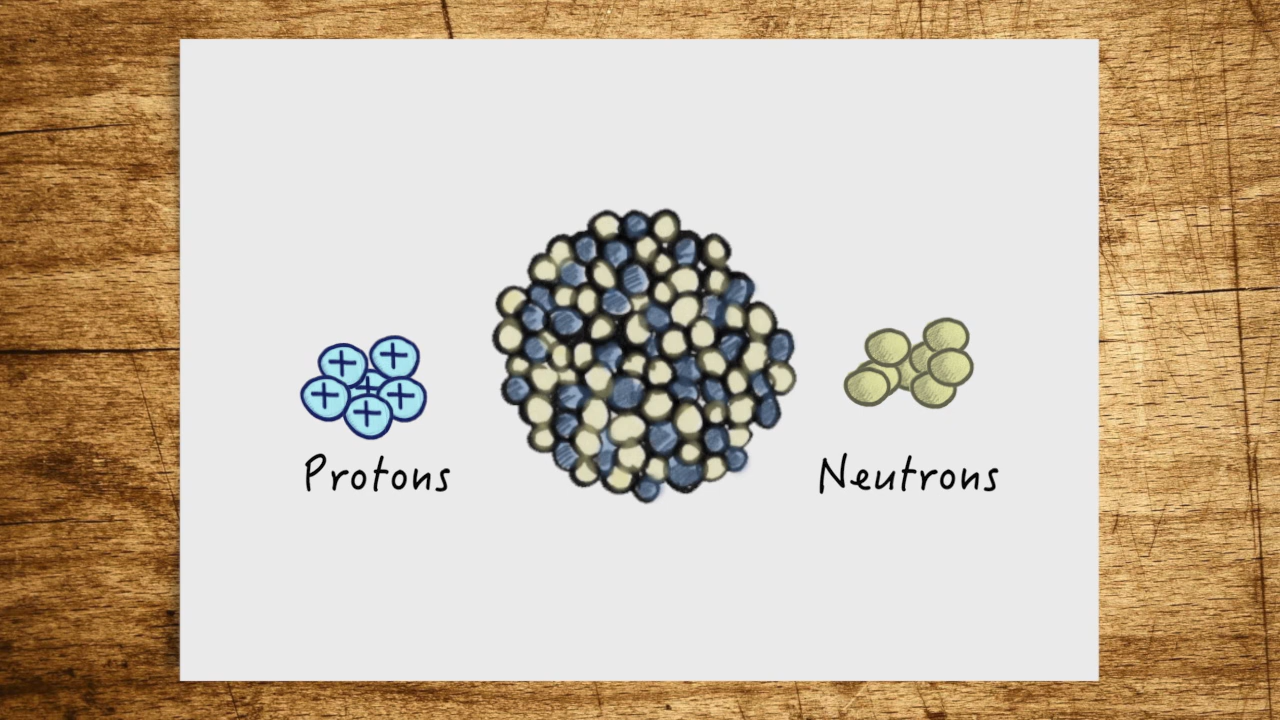 + +
+ + +
+
Protons
Neutrons